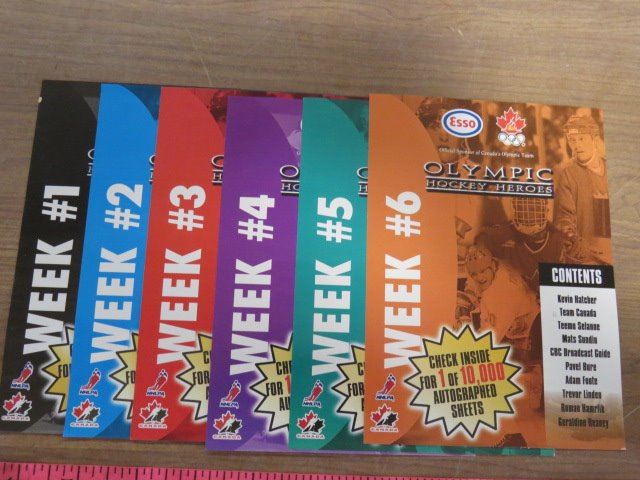 WEEK #1
WEEK #2
WEEK #3
WEEK #4
WEEK #5
WEEK #6
Esso
Official Sponsor of Canada's Olympic Team
OLYMPIC
HOCKEY HEROES
CONTENTS
Kevin Hatcher
Team Canada
Teemu Selanne
Mats Sundin
CBC Broadcast Guide
Pavel Bure
Adam Foote
Trevor Linden
Roman Hamrlik
Geraldine Heaney
CHECK INSIDE
FOR 1 OF 10,000
AUTOGRAPHED
SHEETS
NHLPA
CANADA